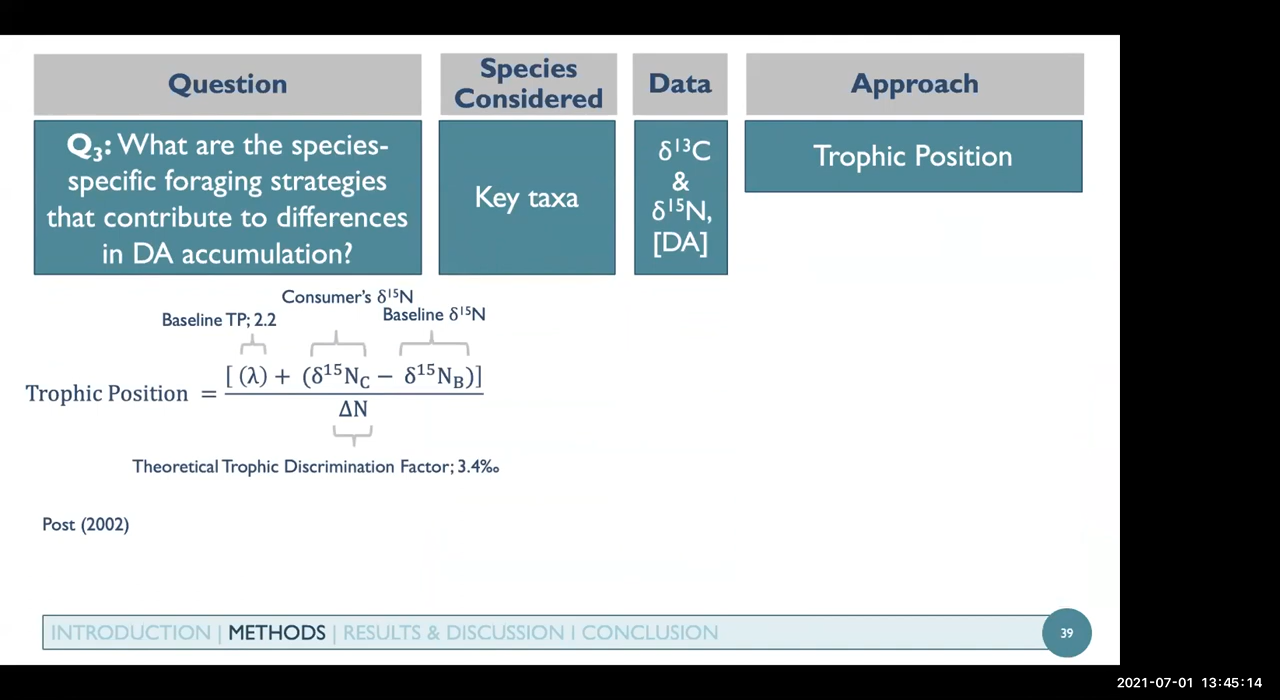 Question
Species
Considered
Data
Approach
Q₃: What are the species-
specific foraging strategies
that contribute to differences
in DA accumulation?
Key taxa
δ¹³C
&
δ¹⁵N,
[DA]
Trophic Position
Consumer's δ¹⁵N
Baseline TP; 2.2
Baseline δ¹⁵N
Trophic Position = [ (λ) + (δ¹⁵N_C − δ¹⁵N_B)]
ΔN
Theoretical Trophic Discrimination Factor; 3.4‰
Post (2002)
INTRODUCTION | METHODS | RESULTS & DISCUSSION I CONCLUSION
39
2021-07-01 13:45:14